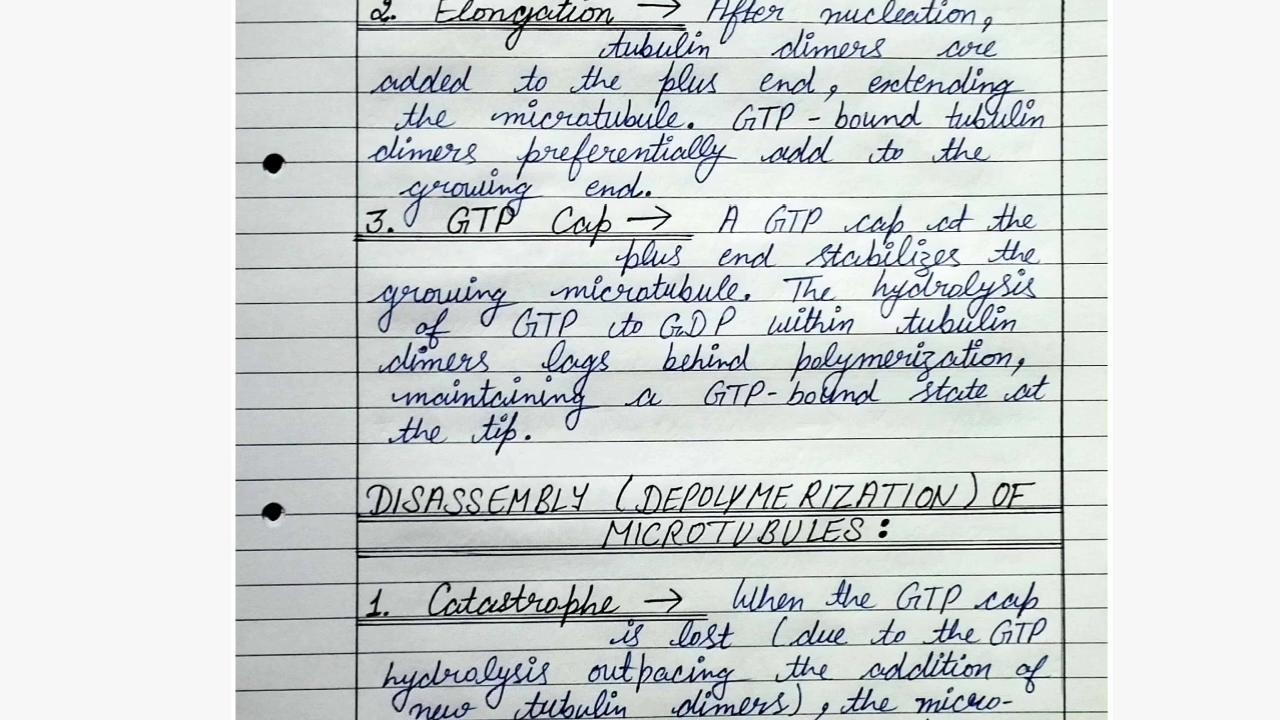 2. Elongation → After nucleation,
tubulin dimers are
added to the plus end, extending
the microtubule. GTP - bound tubulin
dimers preferentially add to the
growing end.
3. GTP Cap → A GTP cap at the
plus end stabilizes the
growing microtubule. The hydrolysis
of GTP to GDP within tubulin
dimers lags behind polymerization,
maintaining a GTP-bound state at
the tip.
DISASSEMBLY (DEPOLYMERIZATION) OF
MICROTUBULES:
1. Catastrophe → When the GTP cap
is lost (due to the GTP
hydrolysis outpacing the addition of
new tubulin dimers), the micro-